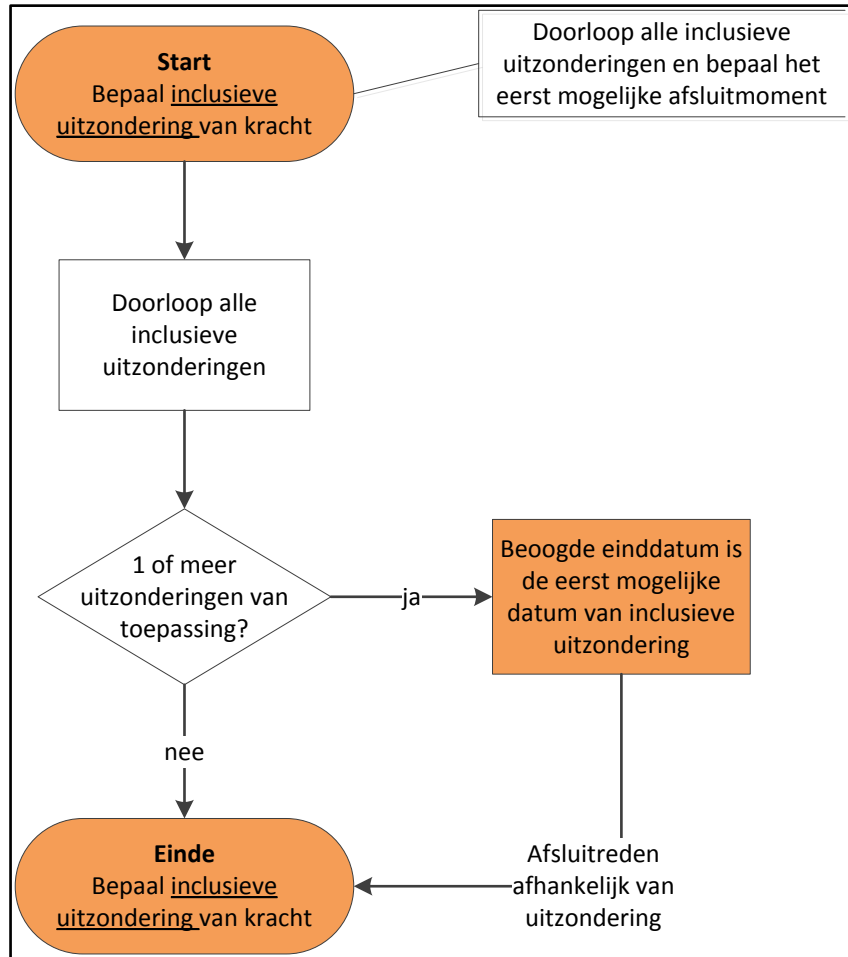 Start
Bepaal inclusieve
uitzondering van kracht
Doorloop alle inclusieve
uitzonderingen en bepaal het
eerst mogelijke afsluitmoment
Doorloop alle
inclusieve
uitzonderingen
1 of meer
uitzonderingen van
toepassing?
ja
Beoogde einddatum is
de eerst mogelijke
datum van inclusieve
uitzondering
nee
Afsluitreden
afhankelijk van
uitzondering
Einde
Bepaal inclusieve
uitzondering van kracht